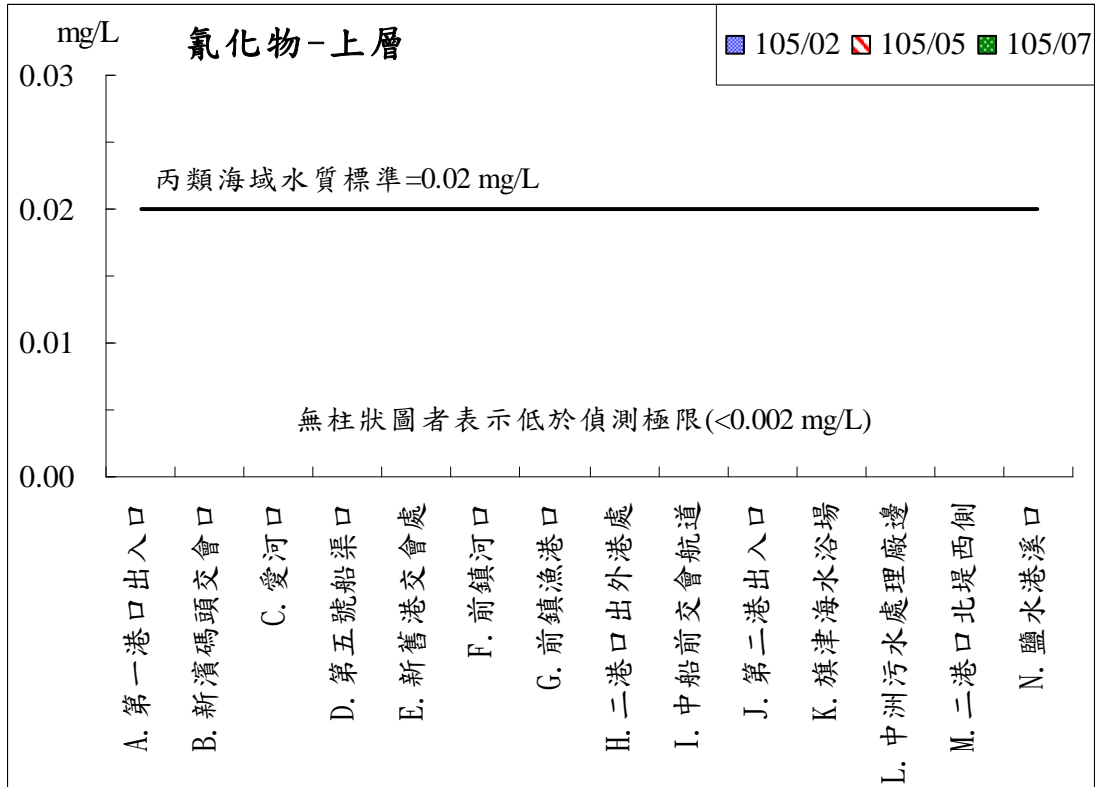 mg/L
氰化物-上層
105/02 105/05 105/07
0.03
丙類海域水質標準=0.02 mg/L
0.02
0.01
無柱狀圖者表示低於偵測極限(<0.002 mg/L)
0.00
A.第一港口出入口
B.新濱碼頭交會口
C.愛河口
D.第五號船渠口
E.新舊港交會處
F.前鎮河口
G.前鎮漁港口
H.二港口出外港處
I.中船前交會航道
J.第二港出入口
K.旗津海水浴場
L.中洲污水處理廠邊
M.二港口北堤西側
N.鹽水港溪口